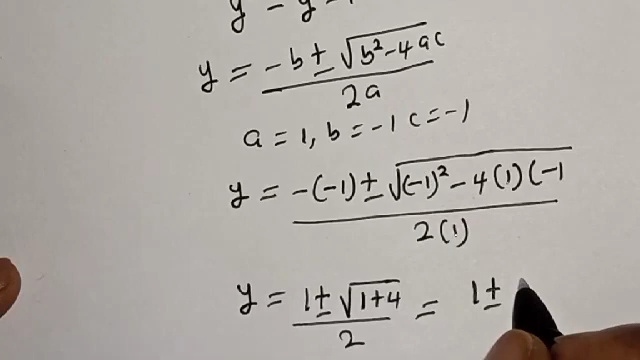 y - y -
y = -b ± √(b² - 4ac) / 2a
a = 1, b = -1 c = -1
y = -(-1) ± √((-1)² - 4(1)(-1 / 2(1)
y = 1 ± √(1+4) / 2 = 1 ±